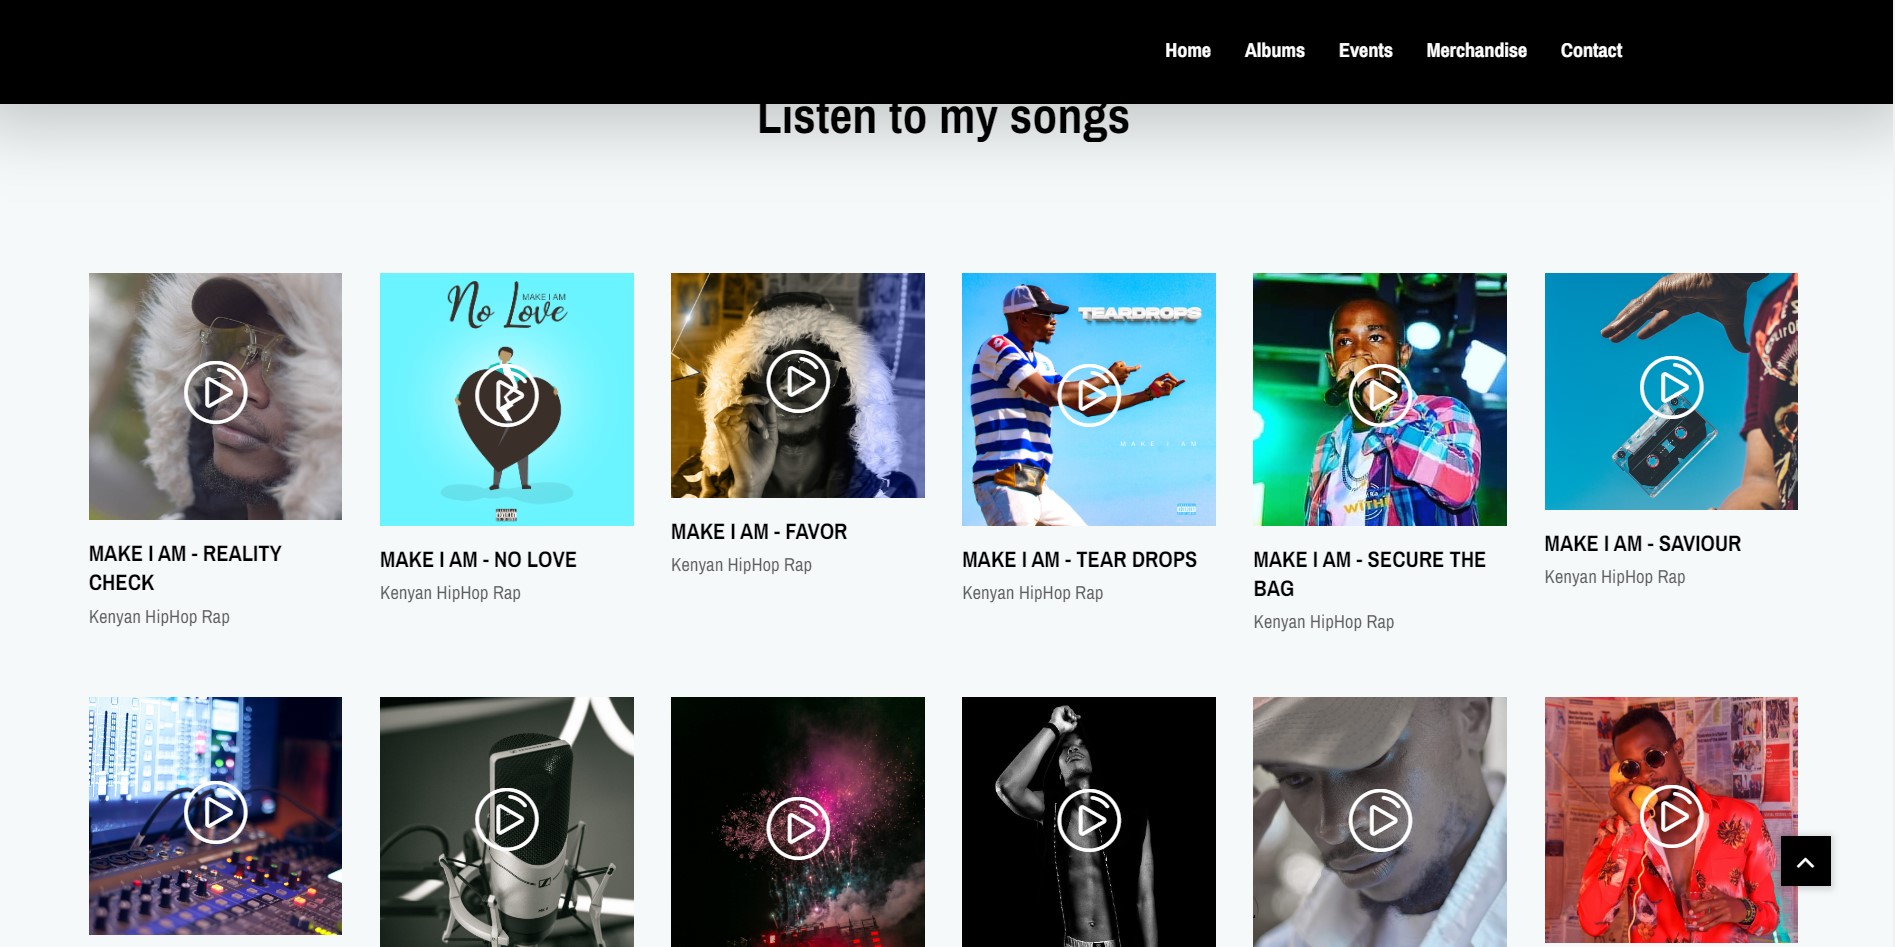 Home Albums Events Merchandise Contact
Listen to my songs
No Love
MAKE I AM
TEARDROPS
MAKE I AM
WITH
MAKE I AM - REALITY
CHECK
Kenyan HipHop Rap
MAKE I AM - NO LOVE
Kenyan HipHop Rap
MAKE I AM - FAVOR
Kenyan HipHop Rap
MAKE I AM - TEAR DROPS
Kenyan HipHop Rap
MAKE I AM - SECURE THE
BAG
Kenyan HipHop Rap
MAKE I AM - SAVIOUR
Kenyan HipHop Rap